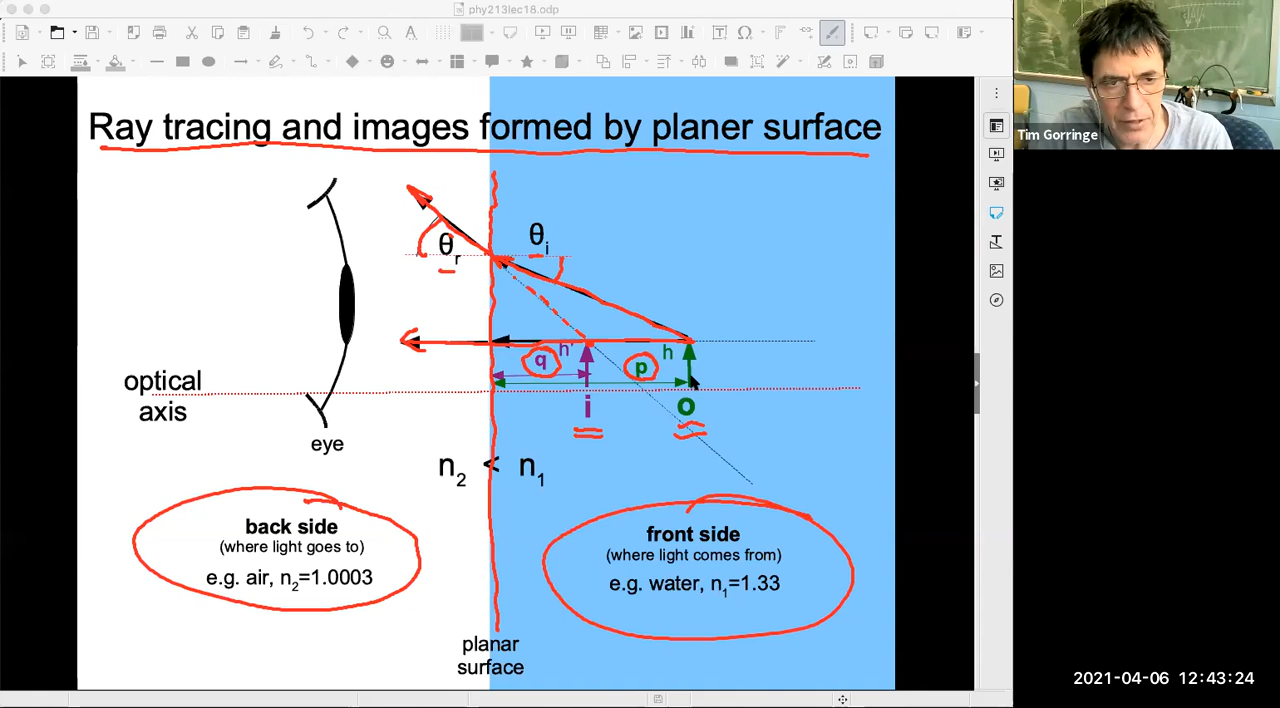 phy213lec18.odp
Tim Gorringe
Ray tracing and images formed by planer surface
θr
θi
q
h'
p
h
optical
axis
i
o
eye
n2 < n1
back side
(where light goes to)
e.g. air, n2=1.0003
front side
(where light comes from)
e.g. water, n1=1.33
planar
surface
2021-04-06 12:43:24